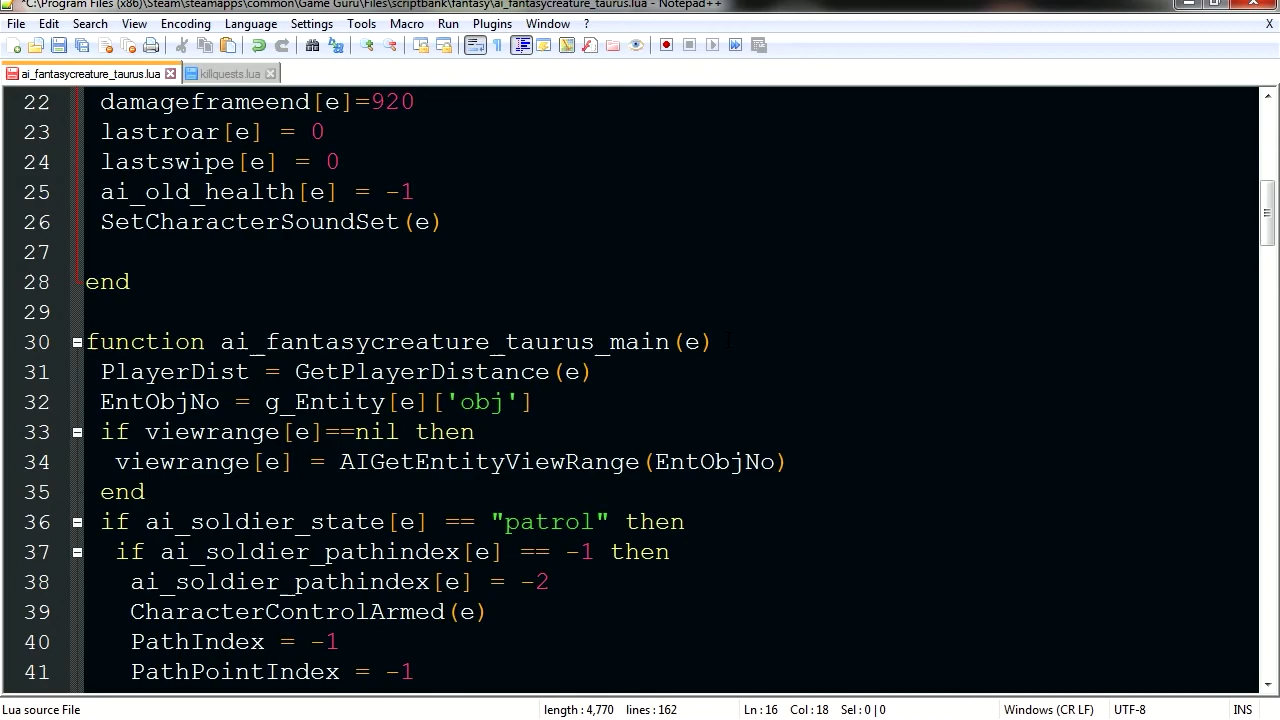 *C:\Program Files (x86)\Steam\steamapps\common\Game Guru\Files\scriptbank\fantasy\ai_fantasycreature_taurus.lua - Notepad++
File Edit Search View Encoding Language Settings Tools Macro Run Plugins Window ? X
ai_fantasycreature_taurus.lua killquests.lua
22 damageframeend[e]=920
23 lastroar[e] = 0
24 lastswipe[e] = 0
25 ai_old_health[e] = -1
26 SetCharacterSoundSet(e)
27
28 end
29
30 function ai_fantasycreature_taurus_main(e)
31 PlayerDist = GetPlayerDistance(e)
32 EntObjNo = g_Entity[e]['obj']
33 if viewrange[e]==nil then
34 viewrange[e] = AIGetEntityViewRange(EntObjNo)
35 end
36 if ai_soldier_state[e] == "patrol" then
37 if ai_soldier_pathindex[e] == -1 then
38 ai_soldier_pathindex[e] = -2
39 CharacterControlArmed(e)
40 PathIndex = -1
41 PathPointIndex = -1
Lua source File length : 4,770 lines : 162 Ln : 16 Col : 18 Sel : 0 | 0 Windows (CR LF) UTF-8 INS